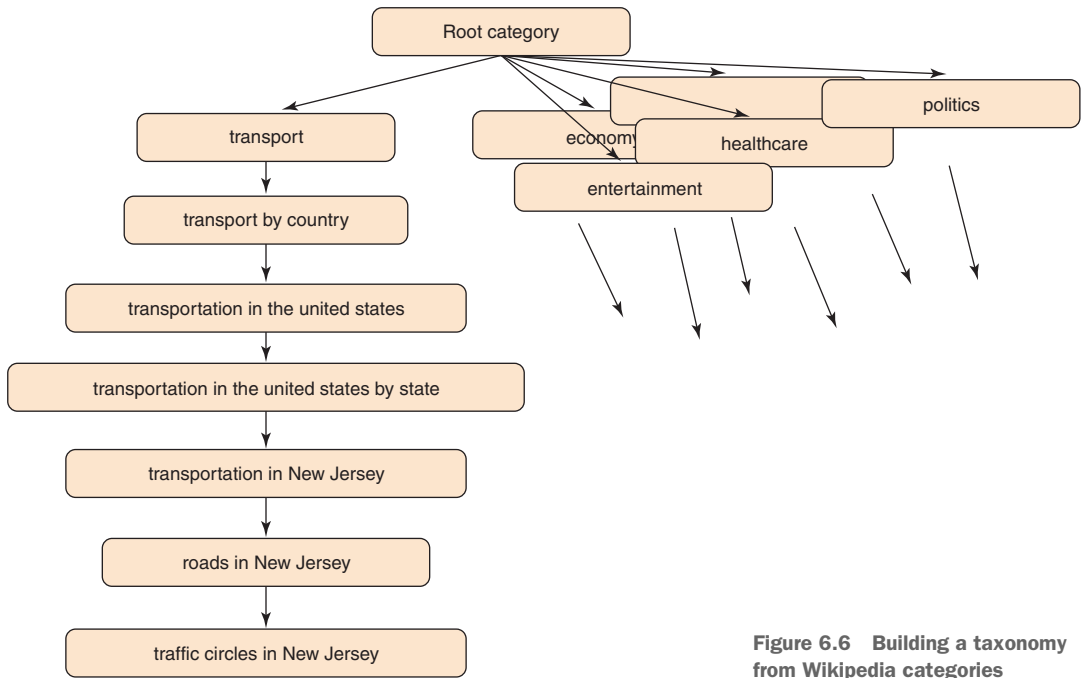 Root category
transport
economy
politics
healthcare
entertainment
transport by country
transportation in the united states
transportation in the united states by state
transportation in New Jersey
roads in New Jersey
traffic circles in New Jersey
Figure 6.6 Building a taxonomy
from Wikipedia categories